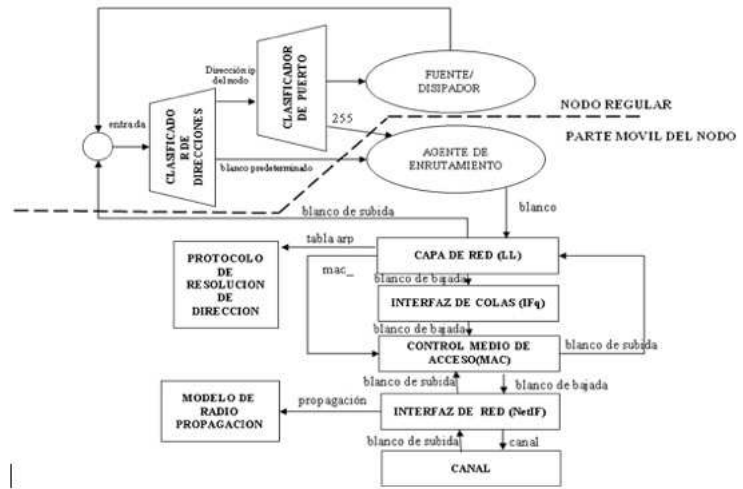 Dirección ip
del nodo
CLASIFICADOR
DE PUERTO
FUENTE/
DISIPADOR
entrada
CLASIFICADO
R DE
DIRECCIONES
255
NODO REGULAR
PARTE MOVIL DEL NODO
AGENTE DE
ENRUTAMIENTO
blanco predeterminalo
blanco de subida
blanco
tabla arp
CAPA DE RED (LL)
PROTOCOLO
DE
RESOLUCION
DE
DIRECCION
mac_
blanco de bajada
INTERFAZ DE COLAS (IFq)
blanco de bajada
CONTROL MEDIO DE
ACCESO(MAC)
blanco de subida
blanco de subida
blanco de bajada
MODELO DE
RADIO
PROPAGACION
propagación
INTERFAZ DE RED (NetIF)
blanco de subida
canal
CANAL